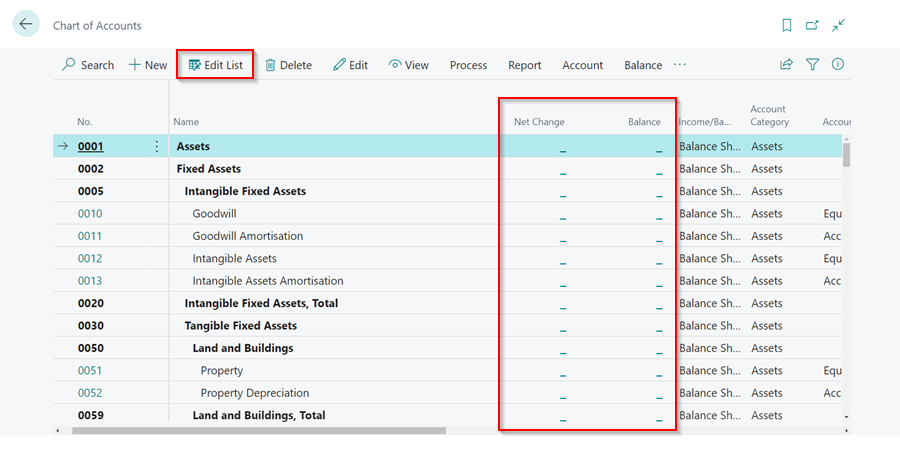 Chart of Accounts
Search New Edit List Delete Edit View Process Report Account Balance ...
No. Name Net Change Balance Income/Ba... Account Category Accour
0001 Assets _ _ Balance Sh... Assets
0002 Fixed Assets _ _ Balance Sh... Assets
0005 Intangible Fixed Assets _ _ Balance Sh... Assets
0010 Goodwill _ _ Balance Sh... Assets Equ
0011 Goodwill Amortisation _ _ Balance Sh... Assets Acc
0012 Intangible Assets _ _ Balance Sh... Assets Equ
0013 Intangible Assets Amortisation _ _ Balance Sh... Assets Acc
0020 Intangible Fixed Assets, Total _ _ Balance Sh... Assets
0030 Tangible Fixed Assets _ _ Balance Sh... Assets
0050 Land and Buildings _ _ Balance Sh... Assets
0051 Property _ _ Balance Sh... Assets Equ
0052 Property Depreciation _ _ Balance Sh... Assets Acc
0059 Land and Buildings, Total _ _ Balance Sh... Assets